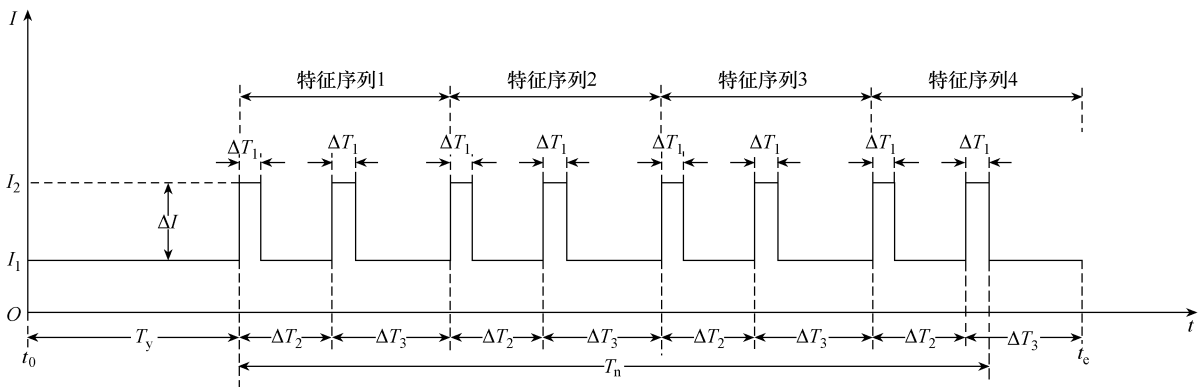 I
特征序列1 特征序列2 特征序列3 特征序列4
ΔT₁ ΔT₁ ΔT₁ ΔT₁ ΔT₁ ΔT₁ ΔT₁ ΔT₁
I₂
ΔI
I₁
O
t
Tᵧ ΔT₂ ΔT₃ ΔT₂ ΔT₃ ΔT₂ ΔT₃ ΔT₂ ΔT₃
t₀ tₑ
Tₙ